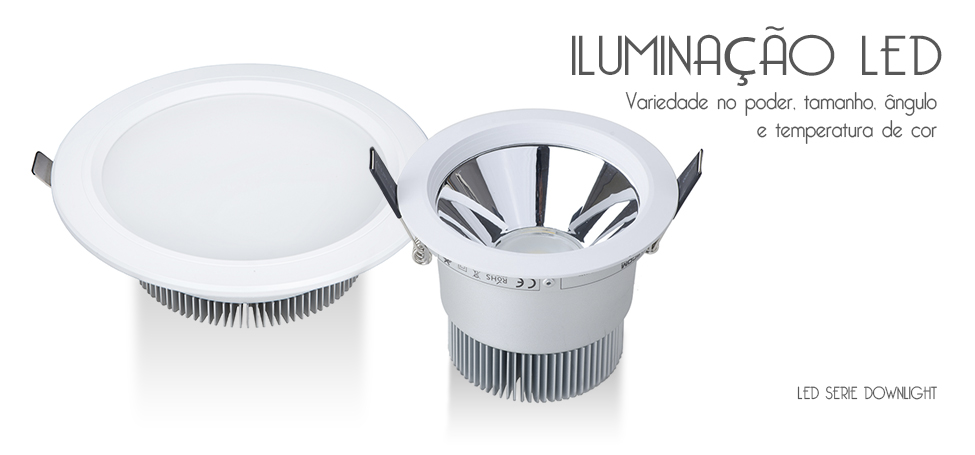 ILUMINAÇÃO LED
Variedade no poder, tamanho, ângulo
e temperatura de cor
CE RoHS
LED SERIE DOWNLIGHT